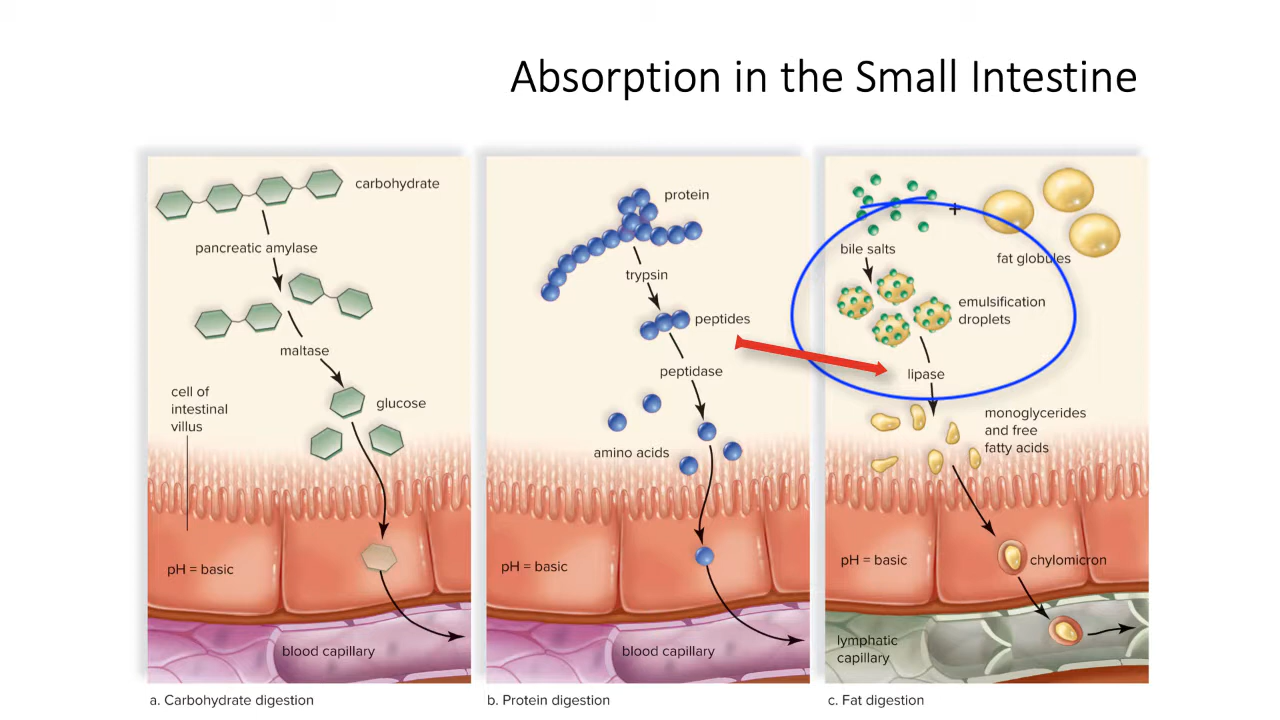 Absorption in the Small Intestine
carbohydrate
pancreatic amylase
maltase
cell of
intestinal
villus
glucose
pH = basic
blood capillary
a. Carbohydrate digestion
protein
trypsin
peptides
peptidase
amino acids
pH = basic
blood capillary
b. Protein digestion
+
bile salts
fat globules
emulsification
droplets
lipase
monoglycerides
and free
fatty acids
pH = basic
chylomicron
lymphatic
capillary
c. Fat digestion